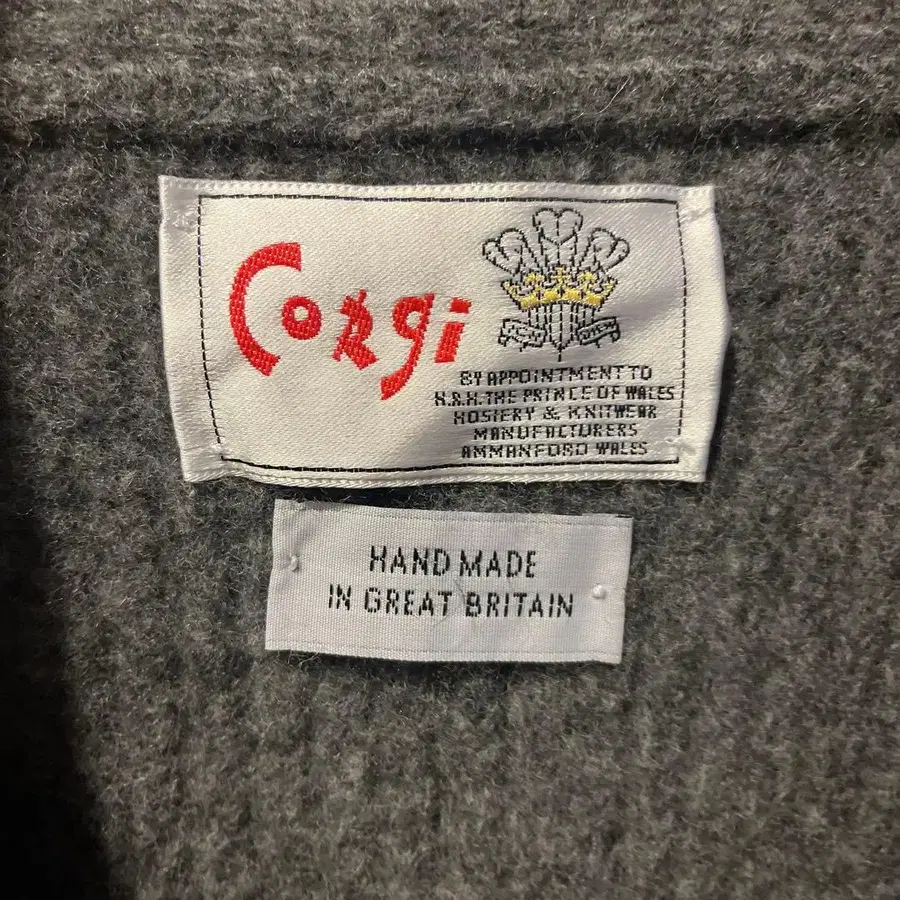 Corgi
BY APPOINTMENT TO
H.R.H. THE PRINCE OF WALES
HOSIERY & KNITWEAR
MANUFACTURERS
AMMANFORD WALES
HAND MADE
IN GREAT BRITAIN